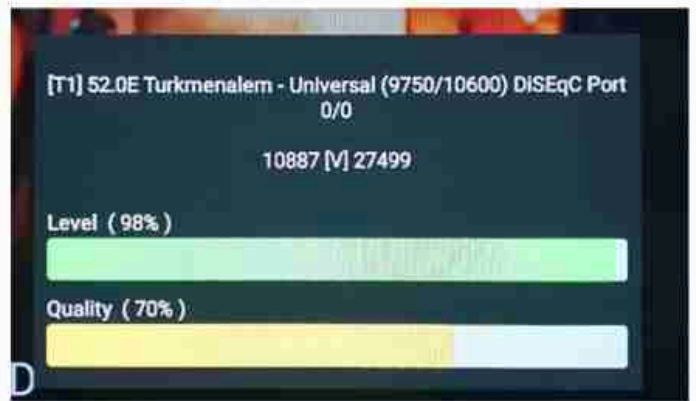 [T1] 52.0E Turkmenalem - Universal (9750/10600) DiSEqC Port
0/0
10887 [V] 27499
Level ( 98% )
Quality ( 70% )
D